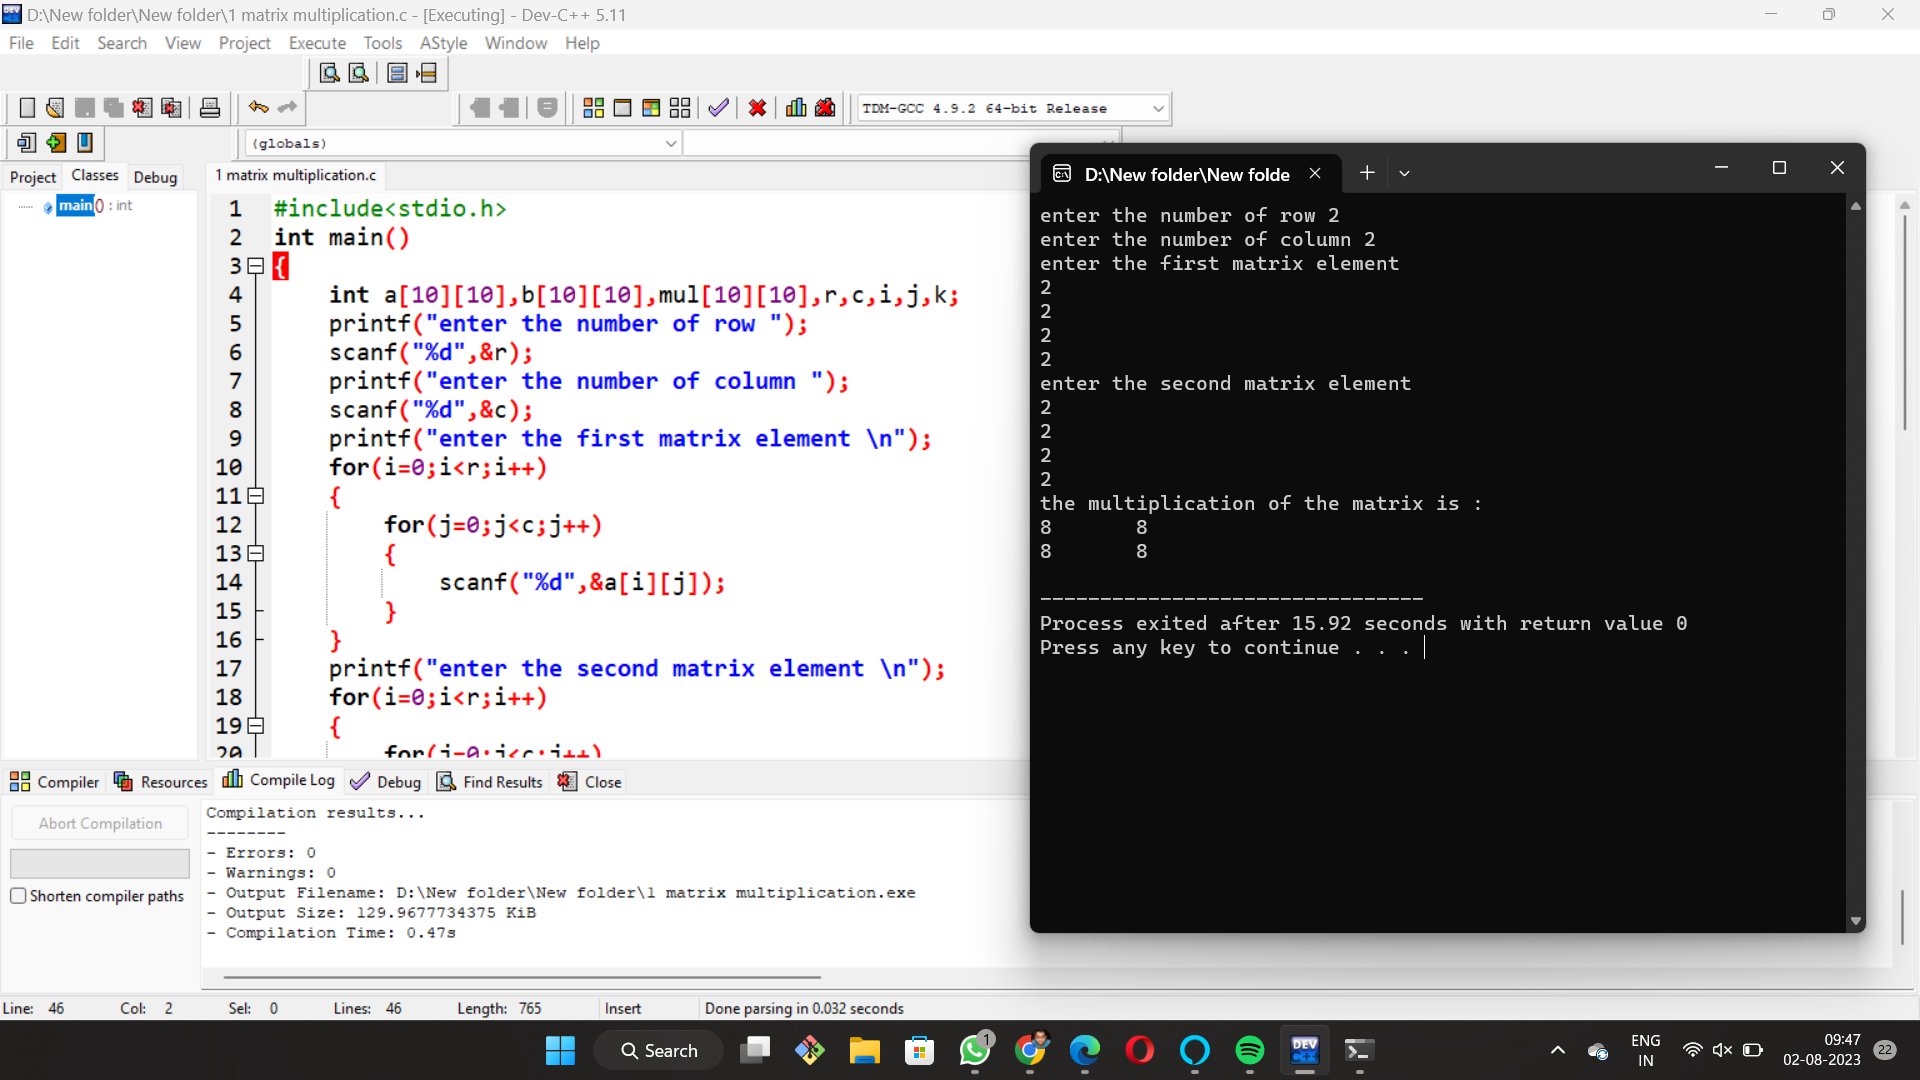 D:\New folder\New folder\1 matrix multiplication.c - [Executing] - Dev-C++ 5.11
File Edit Search View Project Execute Tools AStyle Window Help
TDM-GCC 4.9.2 64-bit Release
(globals)
Project Classes Debug
main() : int
1 matrix multiplication.c
1 #include<stdio.h>
2 int main()
3 {
4 int a[10][10],b[10][10],mul[10][10],r,c,i,j,k;
5 printf("enter the number of row ");
6 scanf("%d",&r);
7 printf("enter the number of column ");
8 scanf("%d",&c);
9 printf("enter the first matrix element \n");
10 for(i=0;i<r;i++)
11 {
12 for(j=0;j<c;j++)
13 {
14 scanf("%d",&a[i][j]);
15 }
16 }
17 printf("enter the second matrix element \n");
18 for(i=0;i<r;i++)
19 {
20 for(j=0;j<c;j++)
D:\New folder\New folde
enter the number of row 2
enter the number of column 2
enter the first matrix element
2
2
2
2
enter the second matrix element
2
2
2
2
the multiplication of the matrix is :
8 8
8 8
--------------------------------
Process exited after 15.92 seconds with return value 0
Press any key to continue . . .
Compiler Resources Compile Log Debug Find Results Close
Abort Compilation
Shorten compiler paths
Compilation results...
--------
- Errors: 0
- Warnings: 0
- Output Filename: D:\New folder\New folder\1 matrix multiplication.exe
- Output Size: 129.9677734375 KiB
- Compilation Time: 0.47s
Line: 46 Col: 2 Sel: 0 Lines: 46 Length: 765 Insert Done parsing in 0.032 seconds
Search
1
DEV C++
ENG
IN
09:47
02-08-2023
22